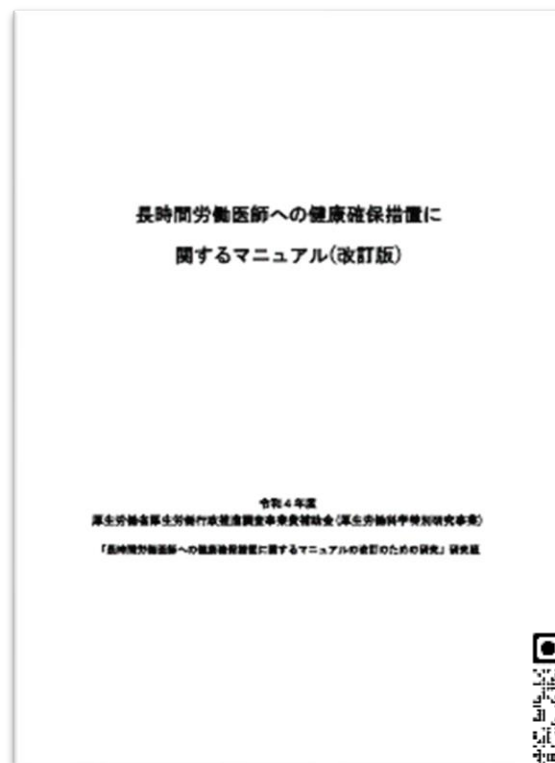 長時間労働医師への健康確保措置に
関するマニュアル(改訂版)
令和4年度
厚生労働省厚生労働行政推進調査事業費補助金(厚生労働科学特別研究事業)
「長時間労働医師への健康確保措置に関するマニュアルの改訂のための研究」研究班